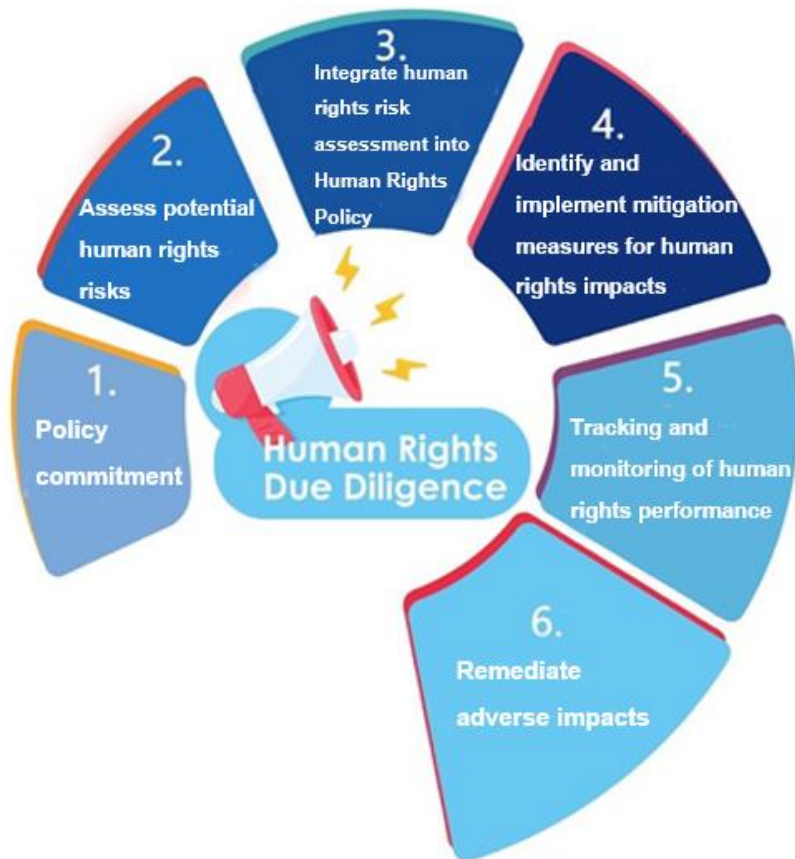 1.
Policy
commitment
2.
Assess potential
human rights
risks
3.
Integrate human
rights risk
assessment into
Human Rights
Policy
4.
Identify and
implement mitigation
measures for human
rights impacts
5.
Tracking and
monitoring of human
rights performance
6.
Remediate
adverse impacts
Human Rights
Due Diligence